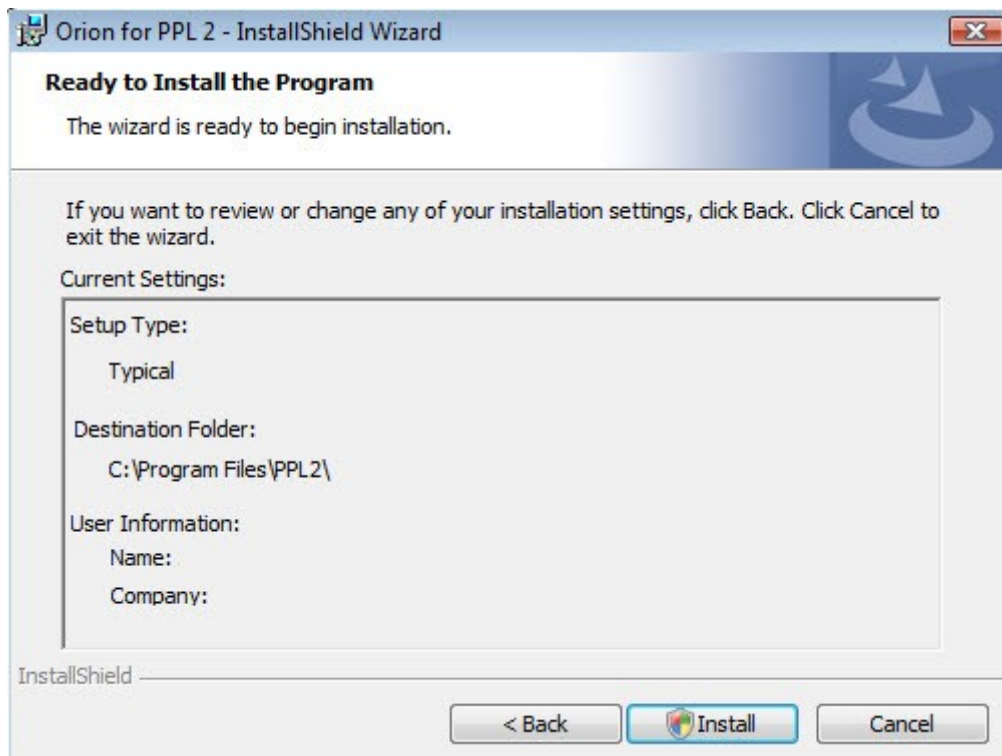 Orion for PPL 2 - InstallShield Wizard
Ready to Install the Program
The wizard is ready to begin installation.
If you want to review or change any of your installation settings, click Back. Click Cancel to
exit the wizard.
Current Settings:
Setup Type:
Typical
Destination Folder:
C:\Program Files\PPL2\
User Information:
Name:
Company:
InstallShield
< Back
Install
Cancel